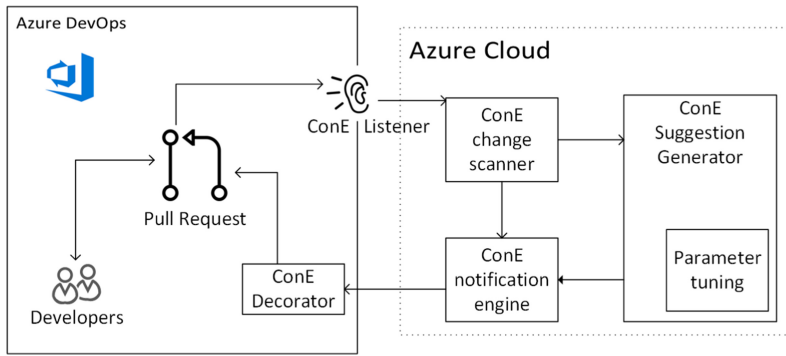 Azure DevOps
Azure Cloud
ConE Listener
ConE
change
scanner
ConE
Suggestion
Generator
Pull Request
ConE
Decorator
ConE
notification
engine
Parameter
tuning
Developers